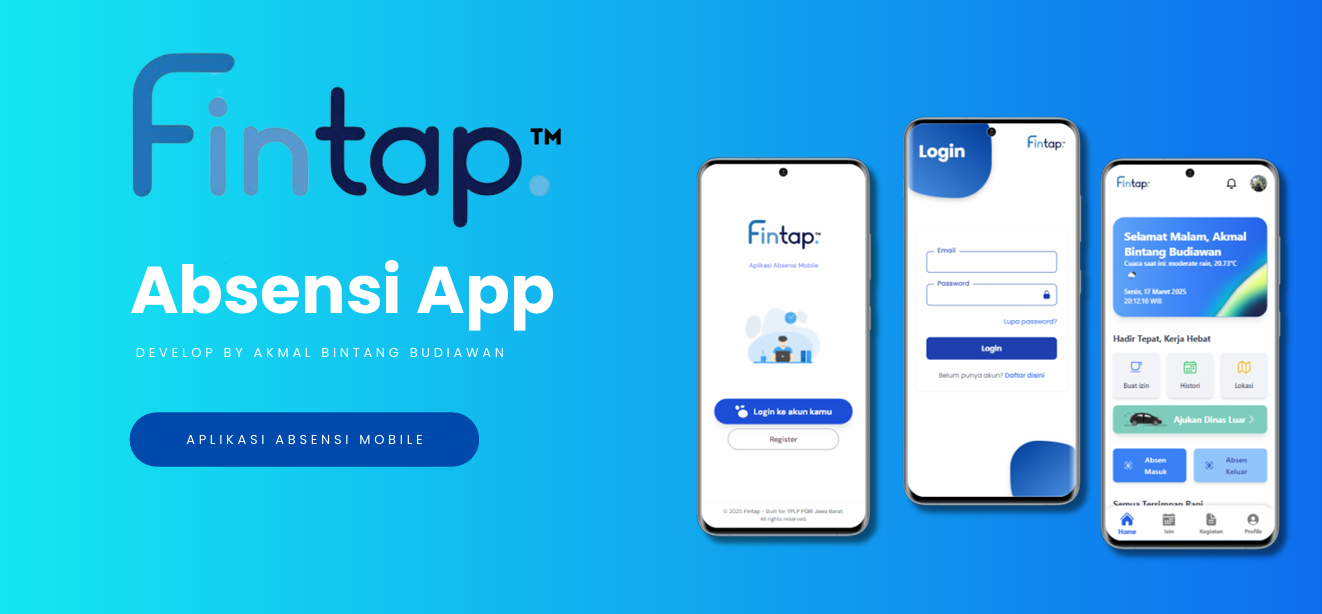 Fintap.™
Absensi App
DEVELOP BY AKMAL BINTANG BUDIAWAN
APLIKASI ABSENSI MOBILE
Fintap.™
Aplikasi Absensi Mobile
Login ke akun kamu
Register
© 2025 Fintap - Built for YPLP PGRI Jawa Barat.
All rights reserved.
Login
Fintap.
Email
Password
Lupa password?
Login
Belum punya akun? Daftar disini
Fintap.
Selamat Malam, Akmal
Bintang Budiawan
Cuaca saat ini: moderate rain, 20.73°C
Senin, 17 Maret 2025
20:12:16 WIB
Hadir Tepat, Kerja Hebat
Buat izin
Histori
Lokasi
Ajukan Dinas Luar
Absen
Masuk
Absen
Keluar
Semua Tersimpan Rapi
Home
Izin
Kegiatan
Profile